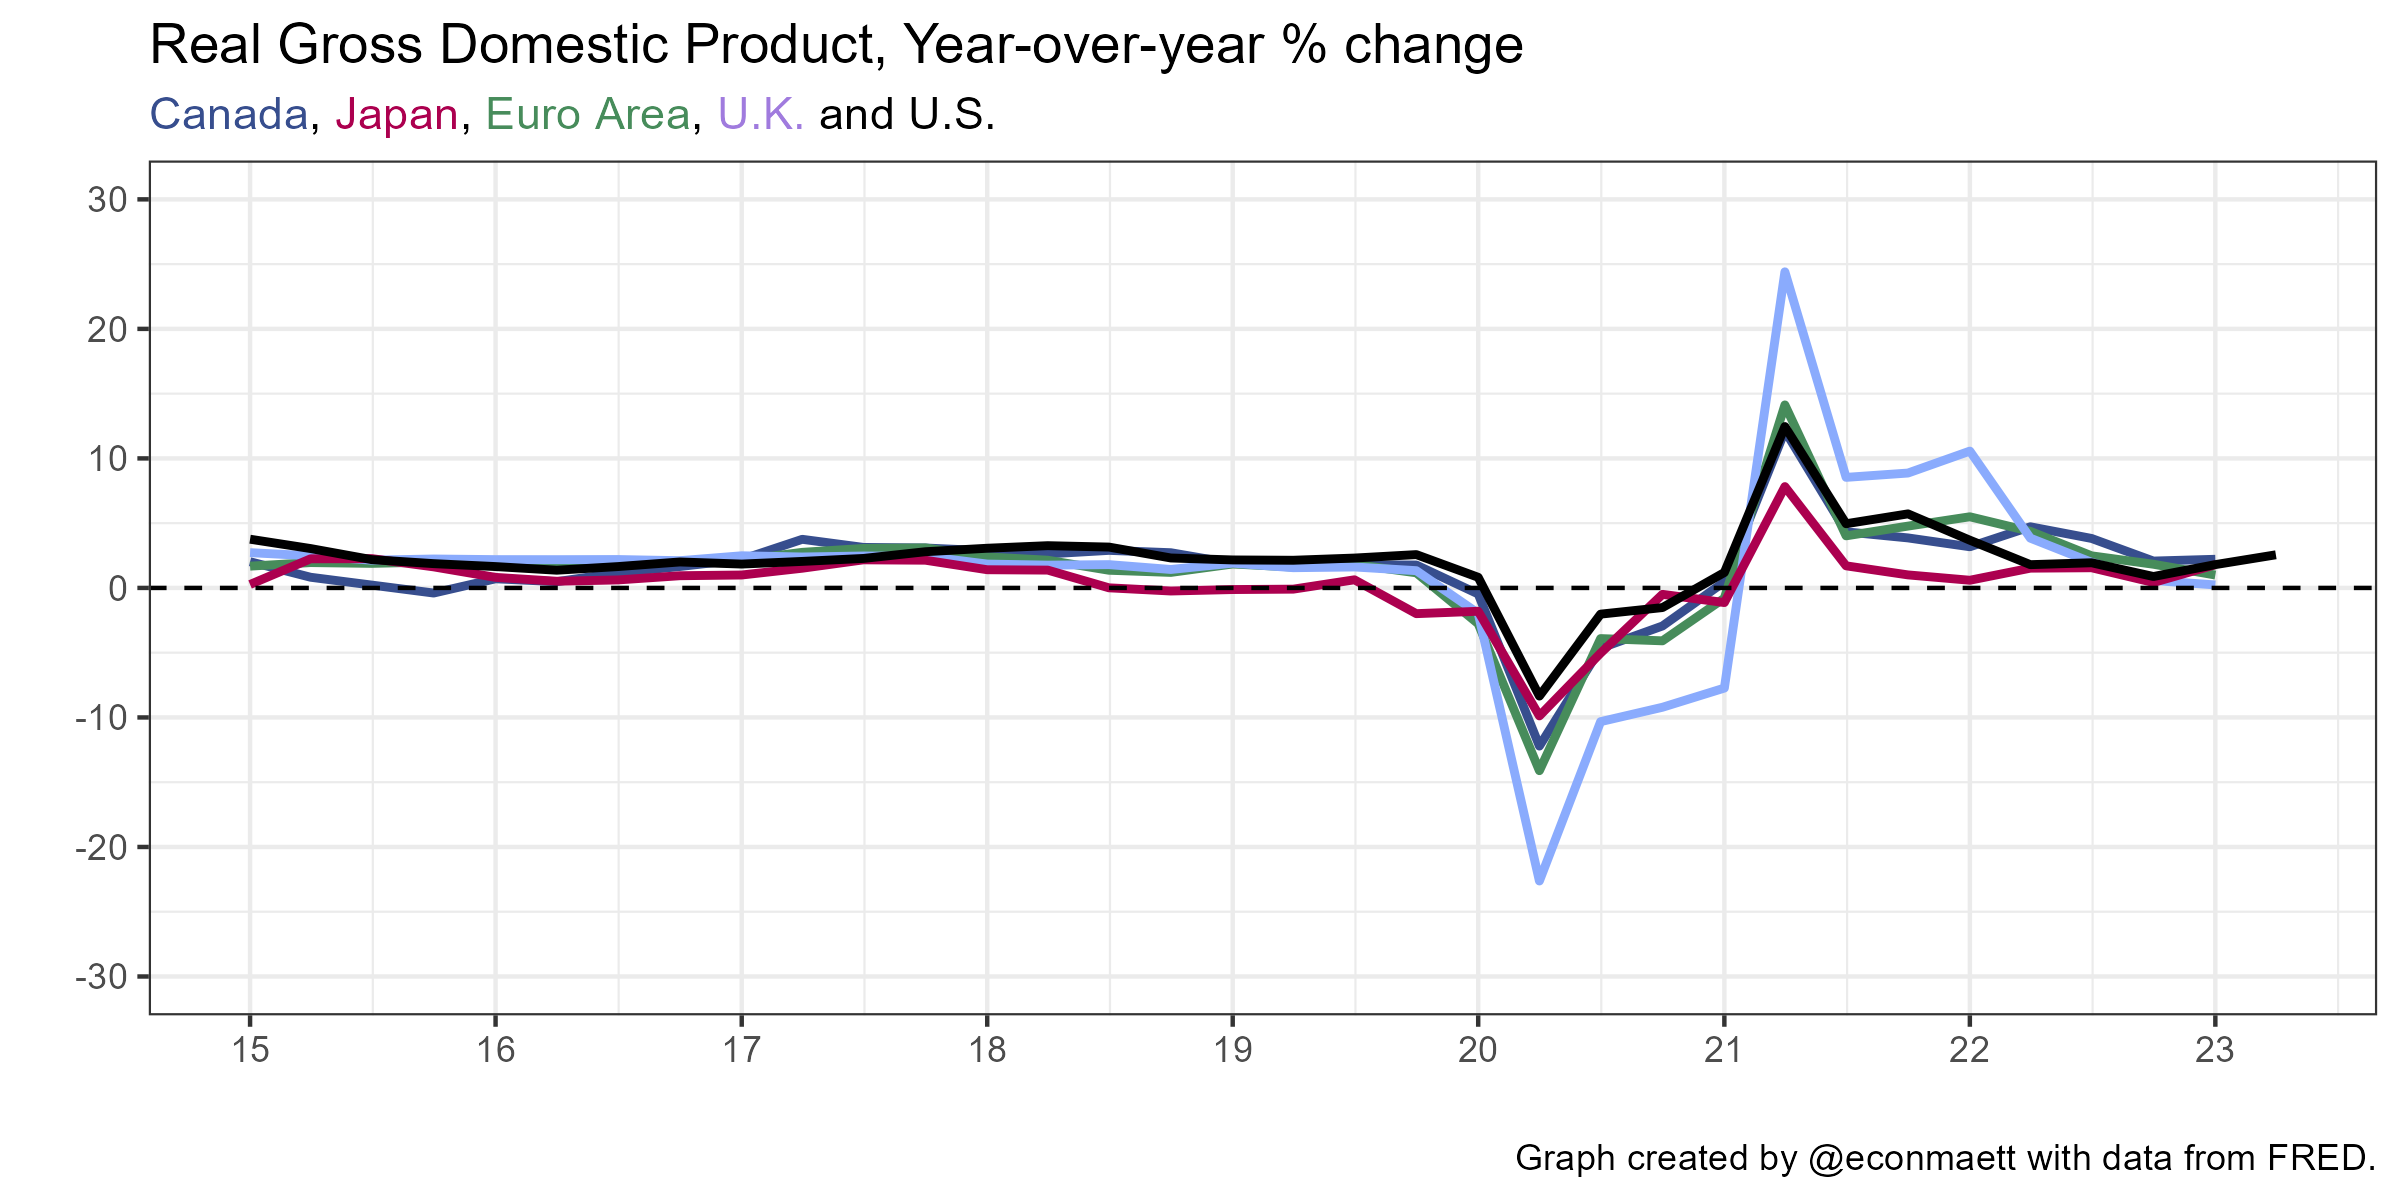 Real Gross Domestic Product, Year-over-year % change
Canada, Japan, Euro Area, U.K. and U.S.
30
20
10
0
-10
-20
-30
15 16 17 18 19 20 21 22 23
Graph created by @econmaett with data from FRED.